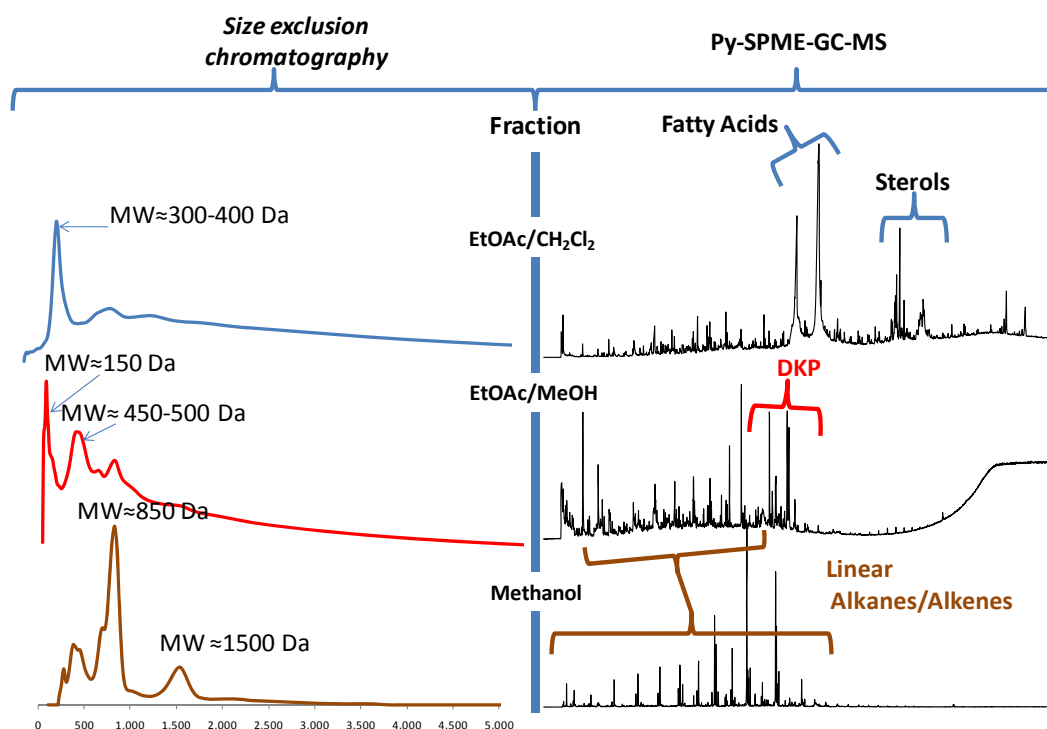 Size exclusion
chromatography
Py-SPME-GC-MS
Fraction
Fatty Acids
Sterols
MW≈300-400 Da
EtOAc/CH₂Cl₂
MW≈150 Da
EtOAc/MeOH
DKP
MW≈ 450-500 Da
MW≈850 Da
Methanol
Linear
Alkanes/Alkenes
MW ≈1500 Da
0 500 1.000 1.500 2.000 2.500 3.000 3.500 4.000 4.500 5.000